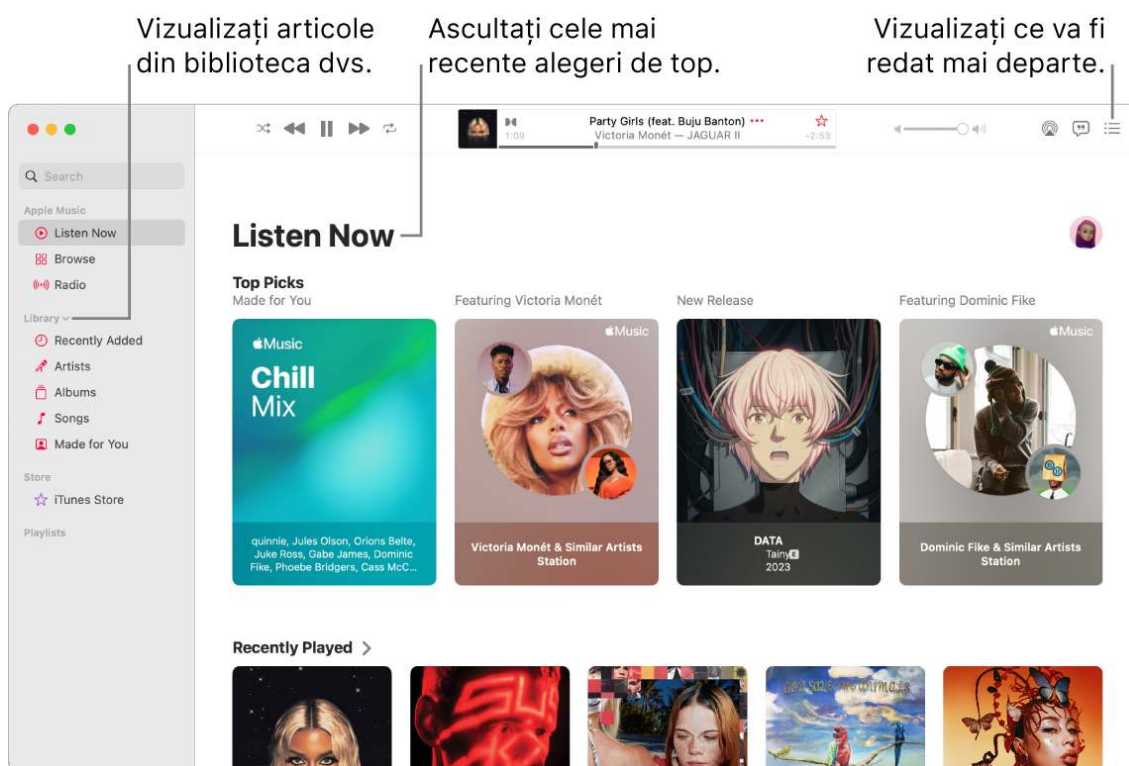 Vizualizați articole
din biblioteca dvs.
Ascultați cele mai
recente alegeri de top.
Vizualizați ce va fi
redat mai departe.
Party Girls (feat. Buju Banton)
1:09
Victoria Monét — JAGUAR II
-2:53
Search
Apple Music
Listen Now
Browse
Radio
Library
Recently Added
Artists
Albums
Songs
Made for You
Store
iTunes Store
Playlists
Listen Now
Top Picks
Made for You
Featuring Victoria Monét
New Release
Featuring Dominic Fike
Music
Chill
Mix
quinnie, Jules Olson, Orions Belte,
Juke Ross, Gabe James, Dominic
Fike, Phoebe Bridgers, Cass McC...
Music
Victoria Monét & Similar Artists
Station
DATA
Tainy E
2023
Music
Dominic Fike & Similar Artists
Station
Recently Played
GOD SAVE THE ANIMALS